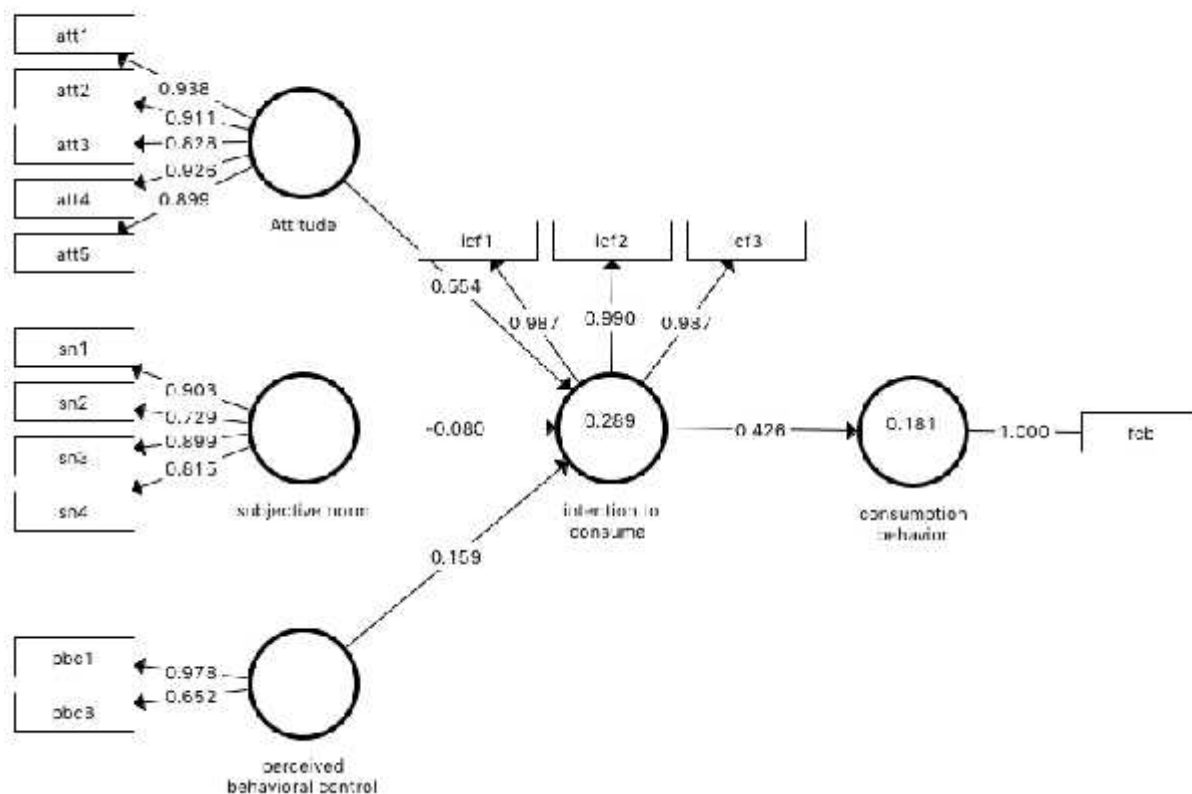 att1
att2
att3
att4
att5
0.938
0.911
0.828
0.926
0.899
Attitude
0.554
icf1
icf2
0.987
0.990
0.987
sn1
sn2
sn3
sn4
0.903
0.729
0.899
0.815
subjective norm
-0.080
0.289
intention to
consume
0.426
0.181
consumption
behavior
1.000
0.159
pbc1
pbc3
0.978
0.652
perceived
behavioral control